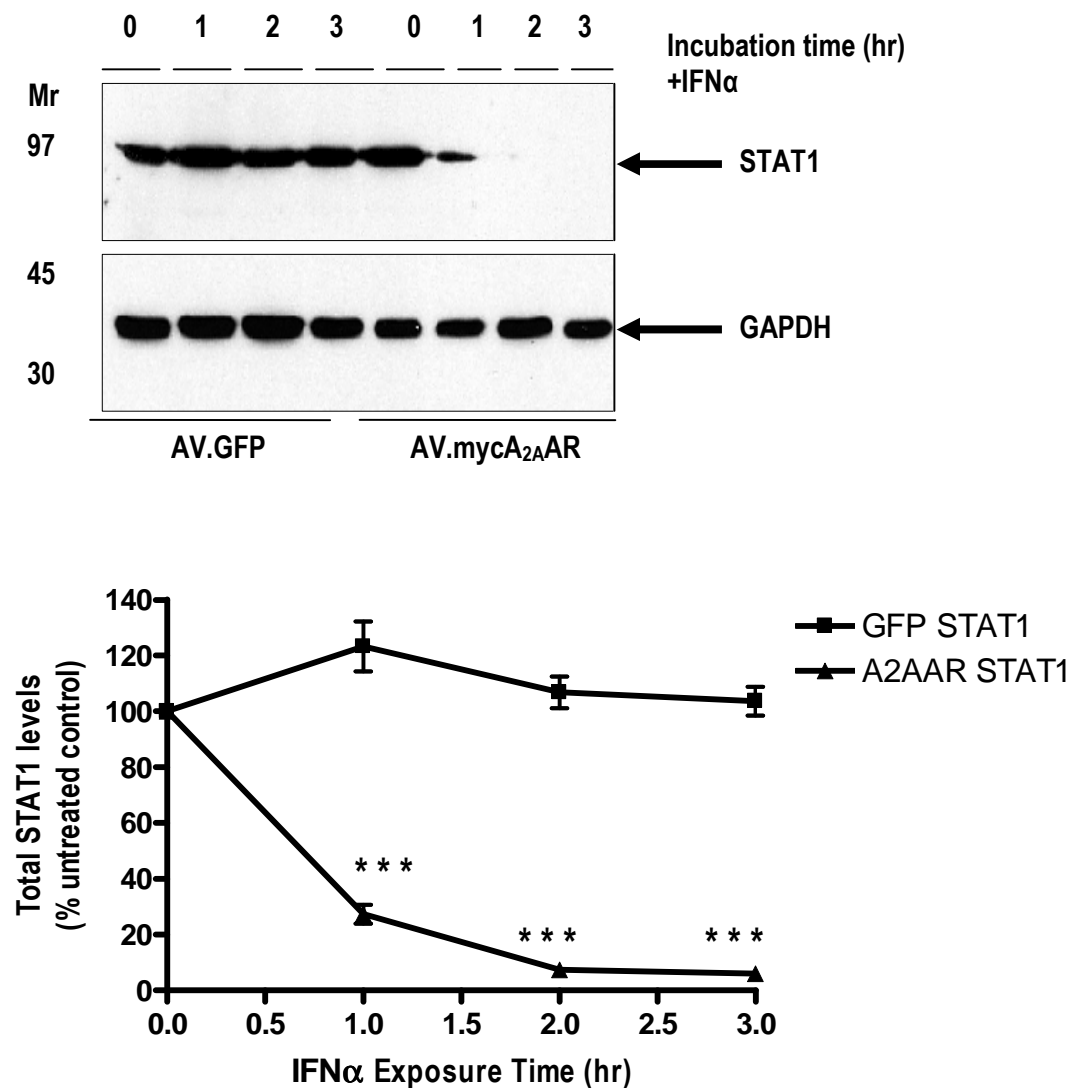 0 1 2 3 0 1 2 3
Incubation time (hr)
+IFNα
Mr
97
STAT1
45
GAPDH
30
AV.GFP
AV.mycA₂ₐAR
140
120
100
80
60
40
20
0
Total STAT1 levels
(% untreated control)
GFP STAT1
A2AAR STAT1
***
***
***
0.0 0.5 1.0 1.5 2.0 2.5 3.0
IFNα Exposure Time (hr)